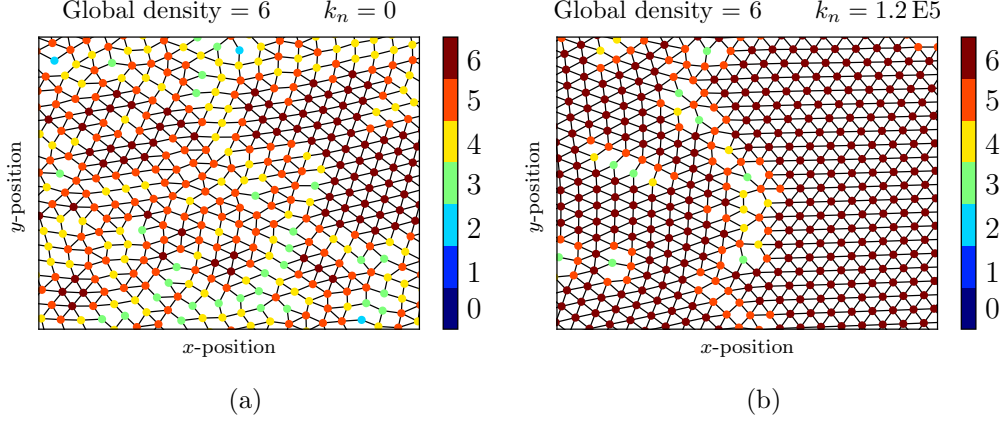 Global density = 6 k_n = 0
6
5
4
3
2
1
0
y-position
x-position
(a)
Global density = 6 k_n = 1.2 E5
6
5
4
3
2
1
0
y-position
x-position
(b)